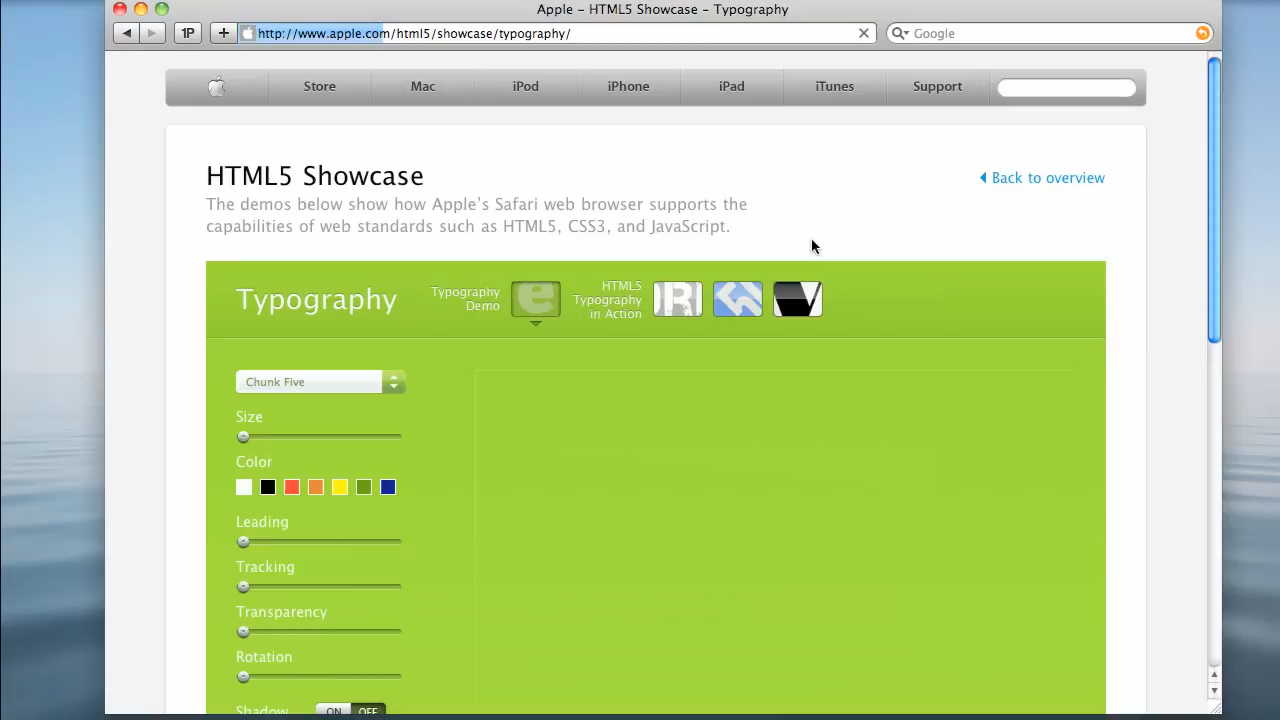 Apple – HTML5 Showcase – Typography
1P
+
http://www.apple.com/html5/showcase/typography/
Google
Store
Mac
iPod
iPhone
iPad
iTunes
Support
HTML5 Showcase
Back to overview
The demos below show how Apple's Safari web browser supports the
capabilities of web standards such as HTML5, CSS3, and JavaScript.
Typography
Typography
Demo
e
HTML5
Typography
in Action
Chunk Five
Size
Color
Leading
Tracking
Transparency
Rotation
Shadow
ON
OFF